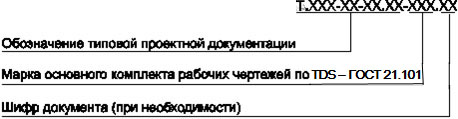 Т.XXX-XX-XX.XX-XXX.XX
Обозначение типовой проектной документации
Марка основного комплекта рабочих чертежей по TDS – ГОСТ 21.101
Шифр документа (при необходимости)